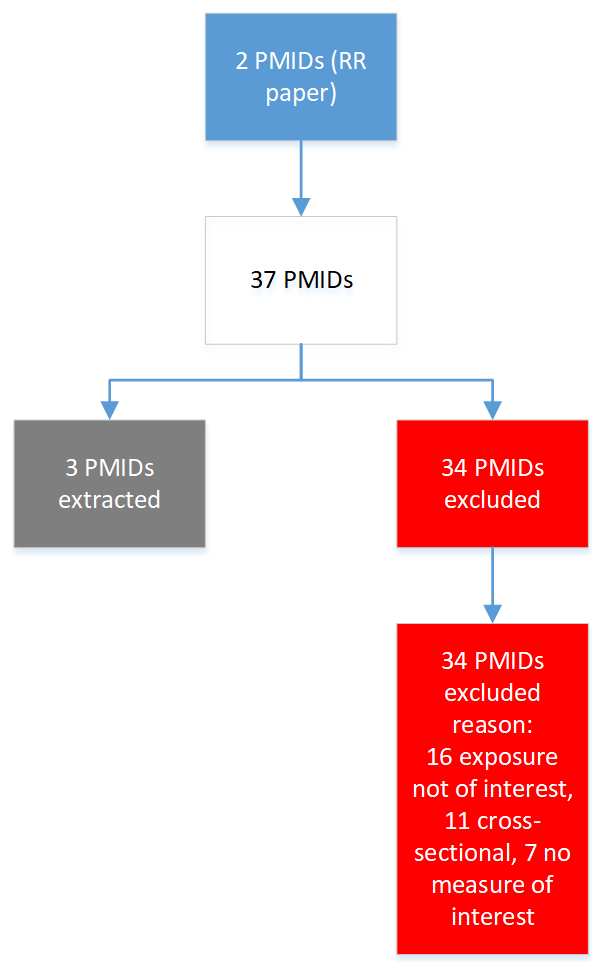 2 PMIDs (RR
paper)
37 PMIDs
3 PMIDs
extracted
34 PMIDs
excluded
34 PMIDs
excluded
reason:
16 exposure
not of interest,
11 cross-
sectional, 7 no
measure of
interest